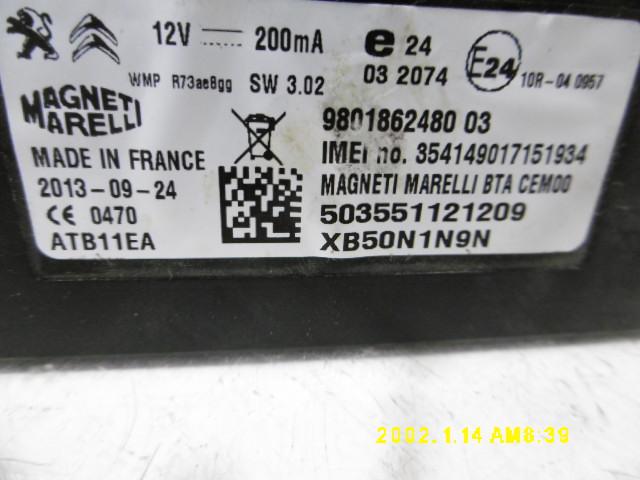 12V 200mA e 24 E24
03 2074 10R-04 0957
WMP R73ae8gg SW 3.02
MAGNETI
MARELLI
9801862480 03
MADE IN FRANCE
IMEI no. 354149017151934
2013-09-24
MAGNETI MARELLI BTA CEM00
CE 0470
503551121209
ATB11EA
XB50N1N9N
2002.1.14 AM8:39